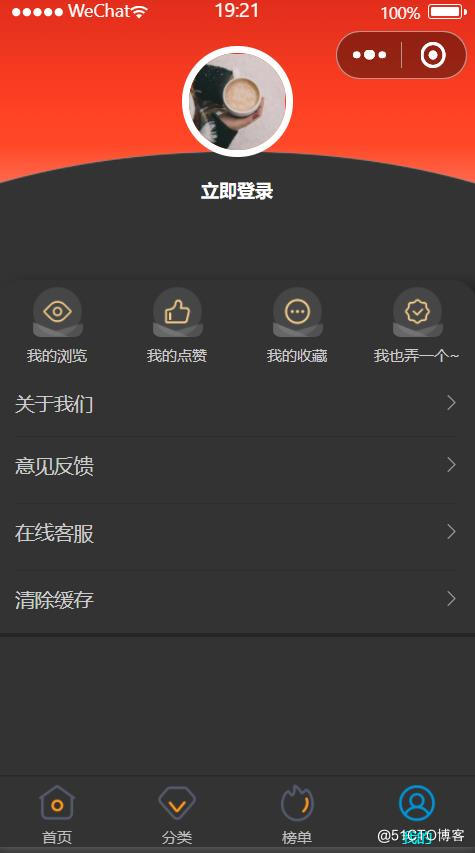 WeChat 19:21 100%
立即登录
我的浏览 我的点赞 我的收藏 我也弄一个~
关于我们
意见反馈
在线客服
清除缓存
首页 分类 榜单 我的
@51CTO博客